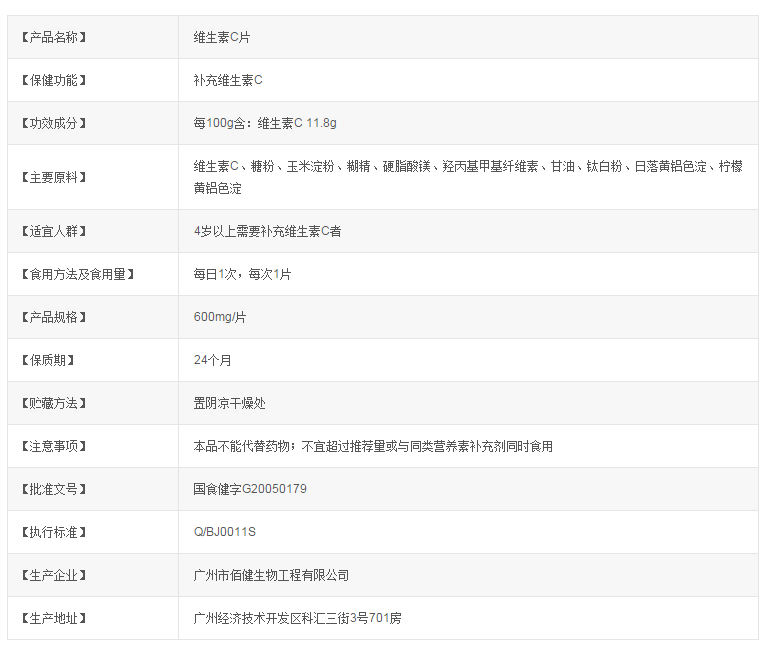 【产品名称】 维生素C片
【保健功能】 补充维生素C
【功效成分】 每100g含：维生素C 11.8g
【主要原料】 维生素C、糖粉、玉米淀粉、糊精、硬脂酸镁、羟丙基甲基纤维素、甘油、钛白粉、日落黄铝色淀、柠檬
黄铝色淀
【适宜人群】 4岁以上需要补充维生素C者
【食用方法及食用量】 每日1次，每次1片
【产品规格】 600mg/片
【保质期】 24个月
【贮藏方法】 置阴凉干燥处
【注意事项】 本品不能代替药物；不宜超过推荐量或与同类营养素补充剂同时食用
【批准文号】 国食健字G20050179
【执行标准】 Q/BJ0011S
【生产企业】 广州市佰健生物工程有限公司
【生产地址】 广州经济技术开发区科汇三街3号701房